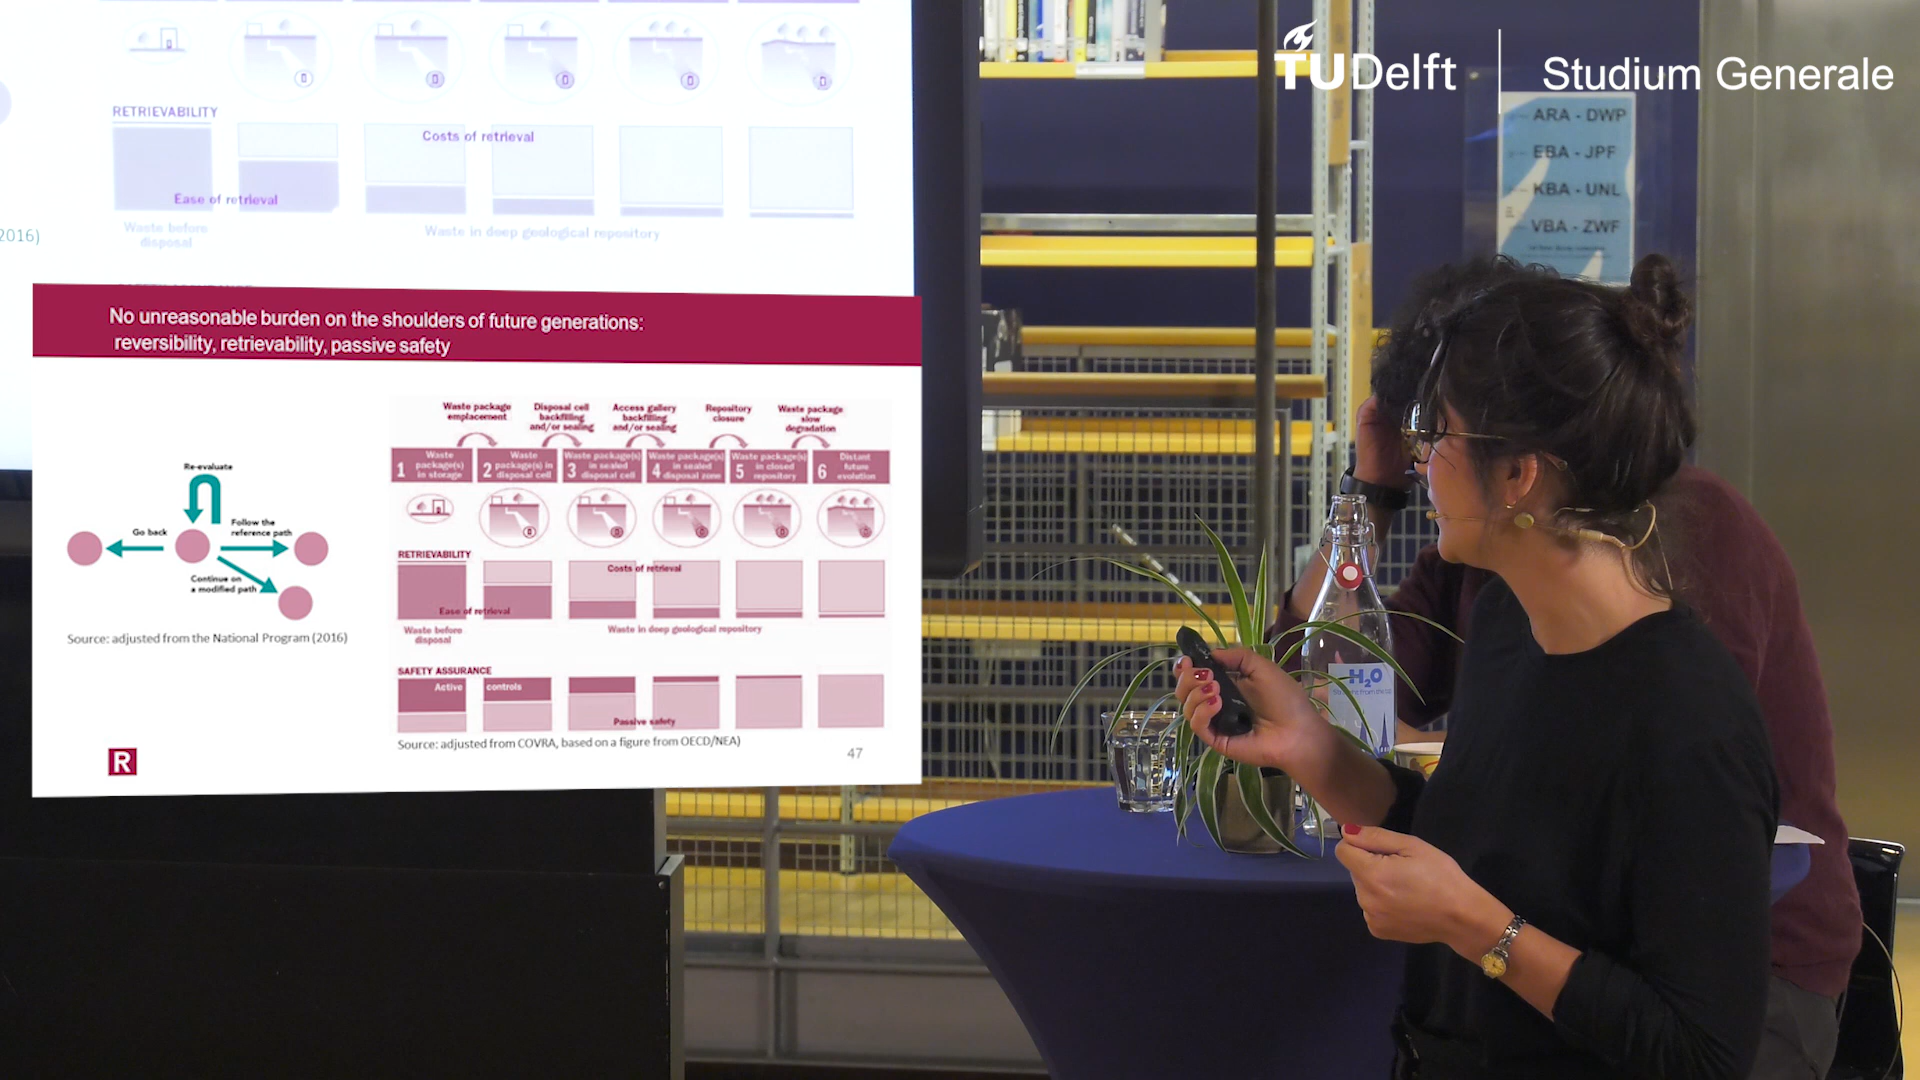 TUDelft
Studium Generale
ARA - DWP
EBA - JPF
KBA - UNL
VBA - ZWF
RETRIEVABILITY
Costs of retrieval
Ease of retrieval
Waste before
disposal
Waste in deep geological repository
2016)
No unreasonable burden on the shoulders of future generations:
reversibility, retrievability, passive safety
Re-evaluate
Go back
Follow the
reference path
Continue on
a modified path
Source: adjusted from the National Program (2016)
Waste package
emplacement
Disposal cell
backfilling
and/or sealing
Access gallery
backfilling
and/or sealing
Repository
closure
Waste package
slow
degradation
1 Waste
package(s)
in storage
2 Waste
package(s) in
disposal cell
3 Waste package(s)
in sealed
disposal cell
4 Waste package(s)
in sealed
disposal zone
5 Waste package(s)
in closed
repository
6 Distant
future
evolution
RETRIEVABILITY
Costs of retrieval
Ease of retrieval
Waste before
disposal
Waste in deep geological repository
SAFETY ASSURANCE
Active controls
Passive safety
Source: adjusted from COVRA, based on a figure from OECD/NEA)
R
47
H2O